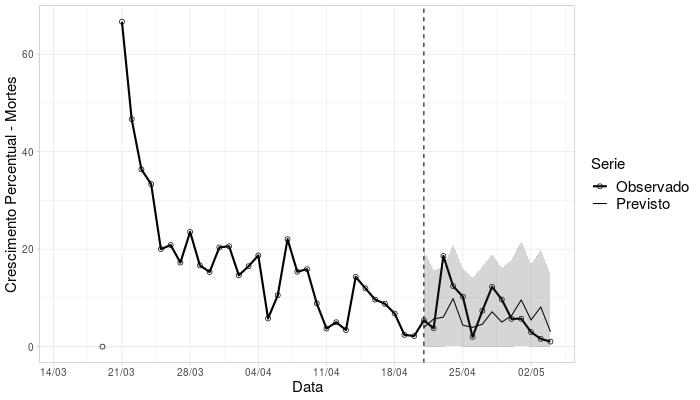 Crescimento Percentual - Mortes
60
40
20
0
14/03 21/03 28/03 04/04 11/04 18/04 25/04 02/05
Data
Serie
Observado
Previsto